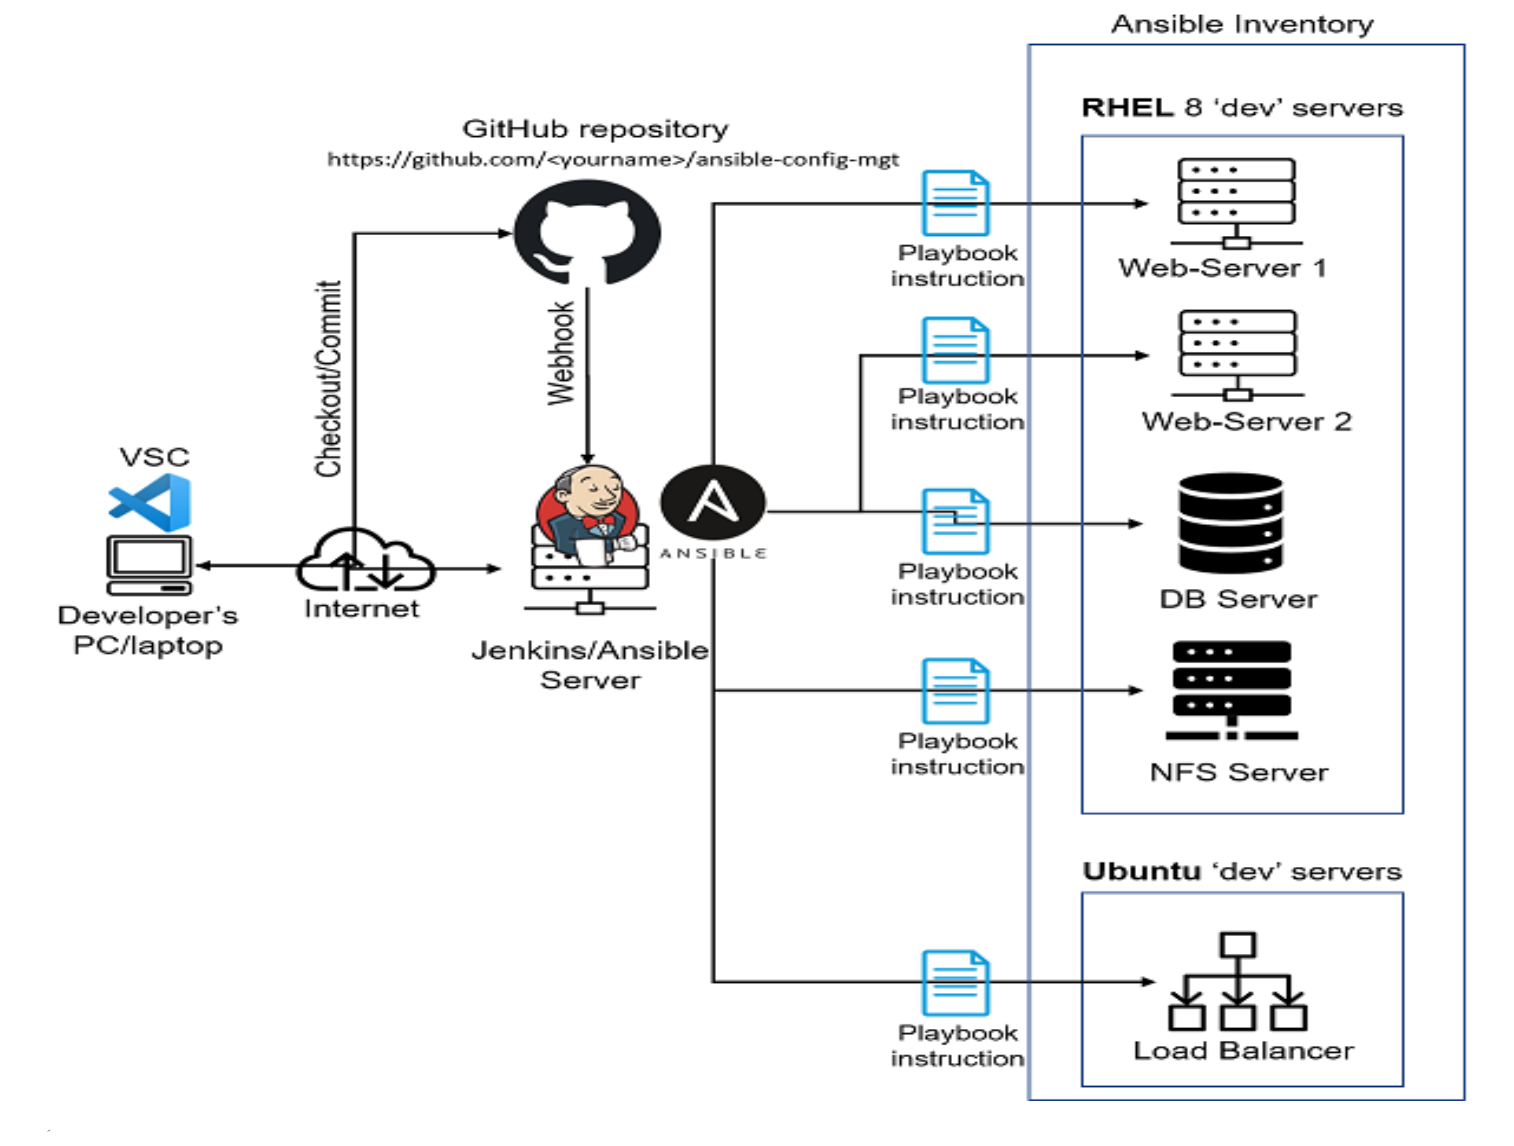 Ansible Inventory
RHEL 8 ‘dev’ servers
GitHub repository
https://github.com/<yourname>/ansible-config-mgt
Playbook
instruction
Web-Server 1
Checkout/Commit
Webhook
Playbook
instruction
Web-Server 2
VSC
ANSIBLE
Playbook
instruction
DB Server
Developer's
PC/laptop
Internet
Jenkins/Ansible
Server
Playbook
instruction
NFS Server
Ubuntu ‘dev’ servers
Playbook
instruction
Load Balancer